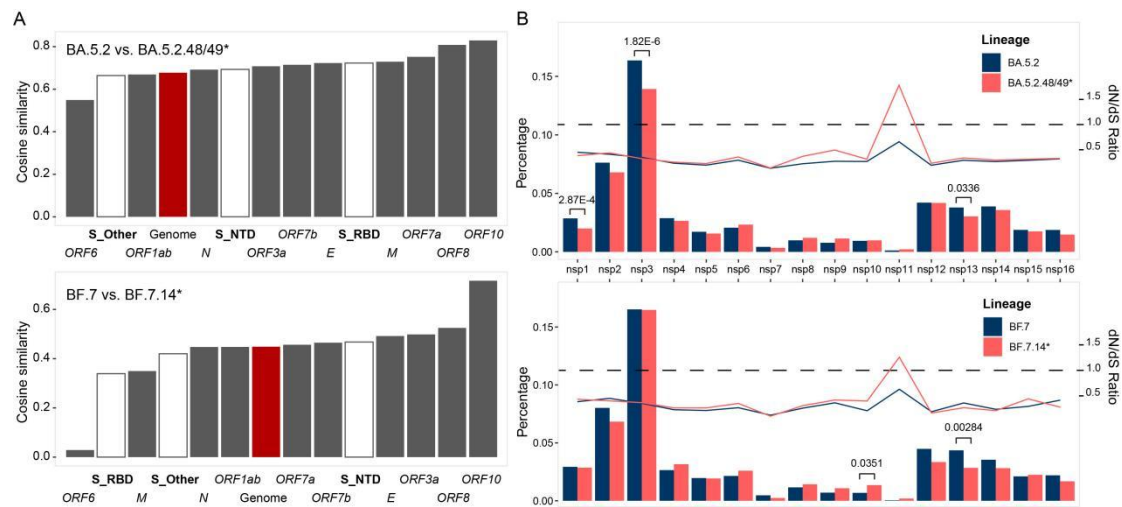 A
BA.5.2 vs. BA.5.2.48/49*
Cosine similarity
0.8
0.6
0.4
0.2
0.0
S_Other Genome S_NTD ORF7b S_RBD ORF7a ORF10
ORF6 ORF1ab N ORF3a E M ORF8
BF.7 vs. BF.7.14*
Cosine similarity
0.6
0.4
0.2
0.0
S_RBD S_Other ORF1ab ORF7a S_NTD ORF3a ORF10
ORF6 M N Genome ORF7b E ORF8
B
1.82E-6
Lineage
BA.5.2
BA.5.2.48/49*
Percentage
0.15
0.10
0.05
0.00
dN/dS Ratio
1.5
1.0
0.5
2.87E-4
0.0336
nsp1 nsp2 nsp3 nsp4 nsp5 nsp6 nsp7 nsp8 nsp9 nsp10 nsp11 nsp12 nsp13 nsp14 nsp15 nsp16
Lineage
BF.7
BF.7.14*
Percentage
0.15
0.10
0.05
0.00
dN/dS Ratio
1.5
1.0
0.5
0.00284
0.0351